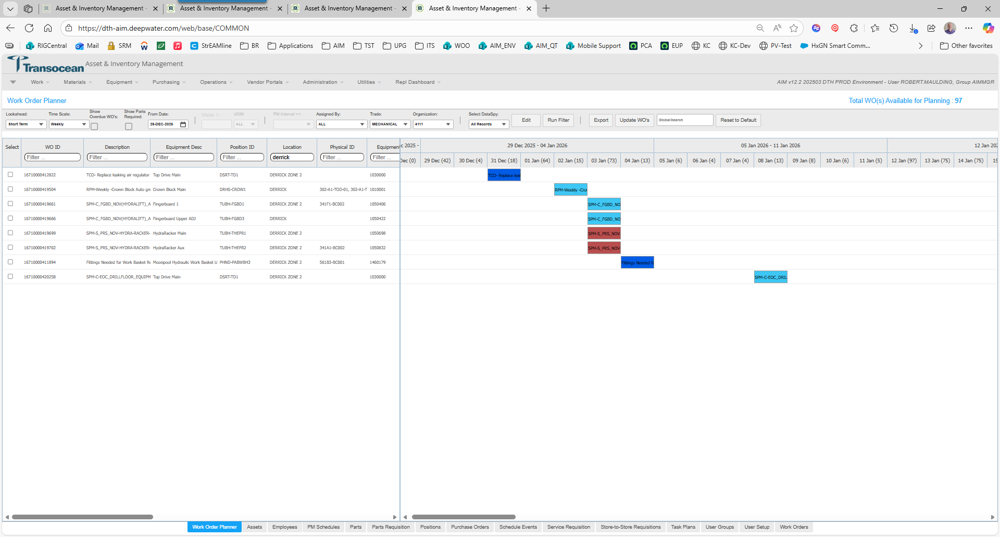 Asset & Inventory Management -
Asset & Inventory Management -
Asset & Inventory Management -
Asset & Inventory Management -
https://dth-aim.deepwater.com/web/base/COMMON
RIGCentral Mail SRM StrEAMline BR Applications AIM TST UPG ITS WOO AIM_ENV AIM_QT Mobile Support PCA EUP KC KC-Dev PV-Test HxGN Smart Comm... Other favorites
Transocean Asset & Inventory Management
Work Materials Equipment Purchasing Operations Vendor Portals Administration Utilities Repl Dashboard AIM v12.2 202503 DTH PROD Environment - User ROBERT.MAULDING, Group AIMMGR
Work Order Planner Total WO(s) Available for Planning : 97
Lookahead: Time Scale: Show Overdue WO's: Show Parts Required: From Date: Meter > : UOM: PM Interval >=: Assigned By: Trade: Organization: Select DataSpy:
Short Term Weekly 29-DEC-2025 ALL ALL MECHANICAL 4111 All Records Edit Run Filter Export Update WO's Global Search Reset to Default
Select WO ID Description Equipment Desc Position ID Location Physical ID Equipment
Filter ... Filter ... Filter ... Filter ... derrick Filter ... Filter ...
c 2025 - 29 Dec 2025 - 04 Jan 2026 05 Jan 2026 - 11 Jan 2026 12 Jan 202
Dec (0) 29 Dec (42) 30 Dec (4) 31 Dec (18) 01 Jan (64) 02 Jan (15) 03 Jan (73) 04 Jan (13) 05 Jan (6) 06 Jan (4) 07 Jan (4) 08 Jan (13) 09 Jan (8) 10 Jan (6) 11 Jan (5) 12 Jan (97) 13 Jan (75) 14 Jan (75) 15
16710000412822 TCO- Replace leaking air regulator Top Drive Main DSRT-TD1 DERRICK ZONE 2 1030000 TCO- Replace leal
16710000419504 RPM-Weekly -Crown Block Auto gre Crown Block Main DRHS-CROW1 DERRICK 302-A1-TOD-01, 302-A1-T 1010001 RPM-Weekly -Crov
16710000419661 SPM-C_FGBD_NOV(HYDRALIFT)_A Fingerboard 1 TUBH-FGBD1 DERRICK ZONE 2 341F1-BC002 1050406 SPM-C_FGBD_NO
16710000419666 SPM-C_FGBD_NOV(HYDRALIFT)_A Fingerboard Upper ADJ TUBH-FGBD3 DERRICK 1050422 SPM-C_FGBD_NO
16710000419699 SPM-S_PRS_NOV-HYDRA-RACKER- HydraRacker Main TUBH-THEPR1 DERRICK ZONE 2 1050698 SPM-S_PRS_NOV-
16710000419702 SPM-S_PRS_NOV-HYDRA-RACKER- HydraRacker Aux TUBH-THEPR2 DERRICK ZONE 2 341A1-BC002 1050832 SPM-S_PRS_NOV-
16710000411894 Fittings Needed for Work Basket Re Moonpool Hydraulic Work Basket U PHND-PABWBH3 DERRICK ZONE 2 561B3-BC001 1460179 Fittings Needed f
16710000420258 SPM-C-EOC_DRILLFLOOR_EQUIPM Top Drive Main DSRT-TD1 DERRICK ZONE 2 1030000 SPM-C-EOC_DRIL
Work Order Planner Assets Employees PM Schedules Parts Parts Requisition Positions Purchase Orders Schedule Events Service Requisition Store-to-Store Requisitions Task Plans User Groups User Setup Work Orders